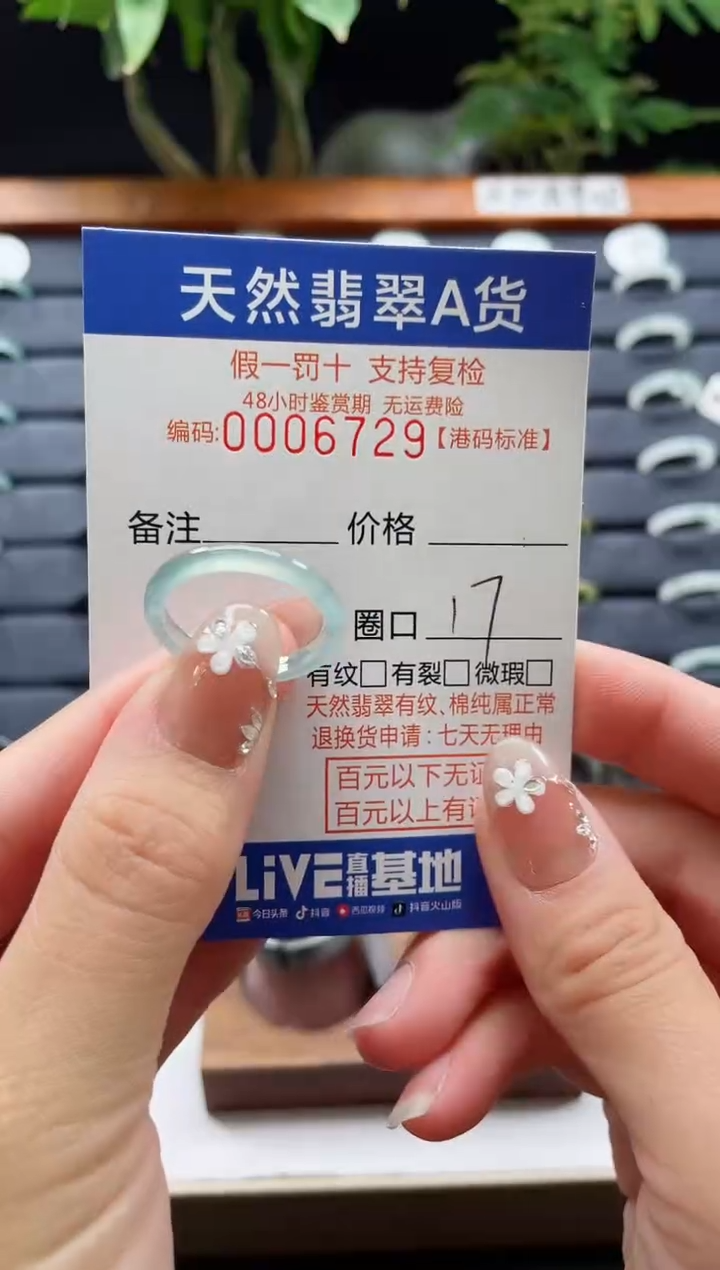 天然翡翠A货
假一罚十 支持复检
48小时鉴赏期 无运费险
编码:0006729【港码标准】
备注 价格
圈口 17
有纹□有裂□微瑕□
天然翡翠有纹、棉纯属正常
退换货申请:七天无理由
百元以下无证
百元以上有证
LiVE直播基地
今日头条 抖音 西瓜视频 抖音火山版